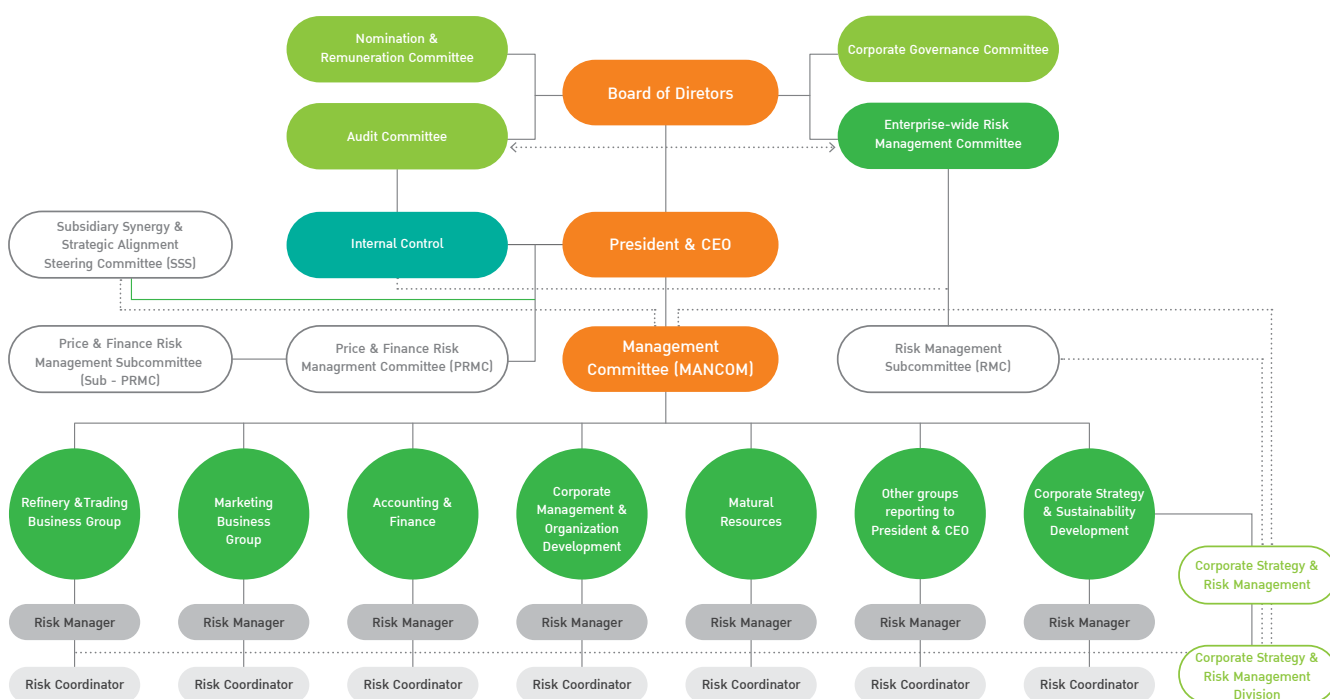 Nomination &
Remuneration Committee
Corporate Governance Committee
Board of Diretors
Audit Committee
Enterprise-wide Risk
Management Committee
Subsidiary Synergy &
Strategic Alignment
Steering Committee (SSS)
Internal Control
President & CEO
Price & Finance Risk
Management Subcommittee
(Sub - PRMC)
Price & Finance Risk
Managrment Committee (PRMC)
Management
Committee (MANCOM)
Risk Management
Subcommittee (RMC)
Refinery & Trading
Business Group
Marketing
Business
Group
Accounting &
Finance
Corporate
Management &
Organization
Development
Matural
Resources
Other groups
reporting to
President & CEO
Corporate Strategy
& Sustainability
Development
Corporate Strategy &
Risk Management
Risk Manager
Risk Manager
Risk Manager
Risk Manager
Risk Manager
Risk Manager
Risk Manager
Risk Coordinator
Risk Coordinator
Risk Coordinator
Risk Coordinator
Risk Coordinator
Risk Coordinator
Risk Coordinator
Corporate Strategy &
Risk Management
Division